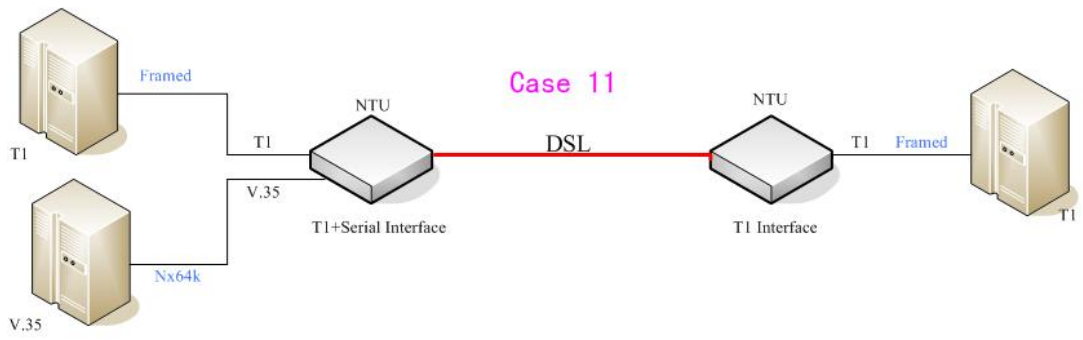 Case 11
Framed
NTU
NTU
T1
T1
DSL
T1
Framed
V.35
T1
T1+Serial Interface
T1 Interface
Nx64k
V.35